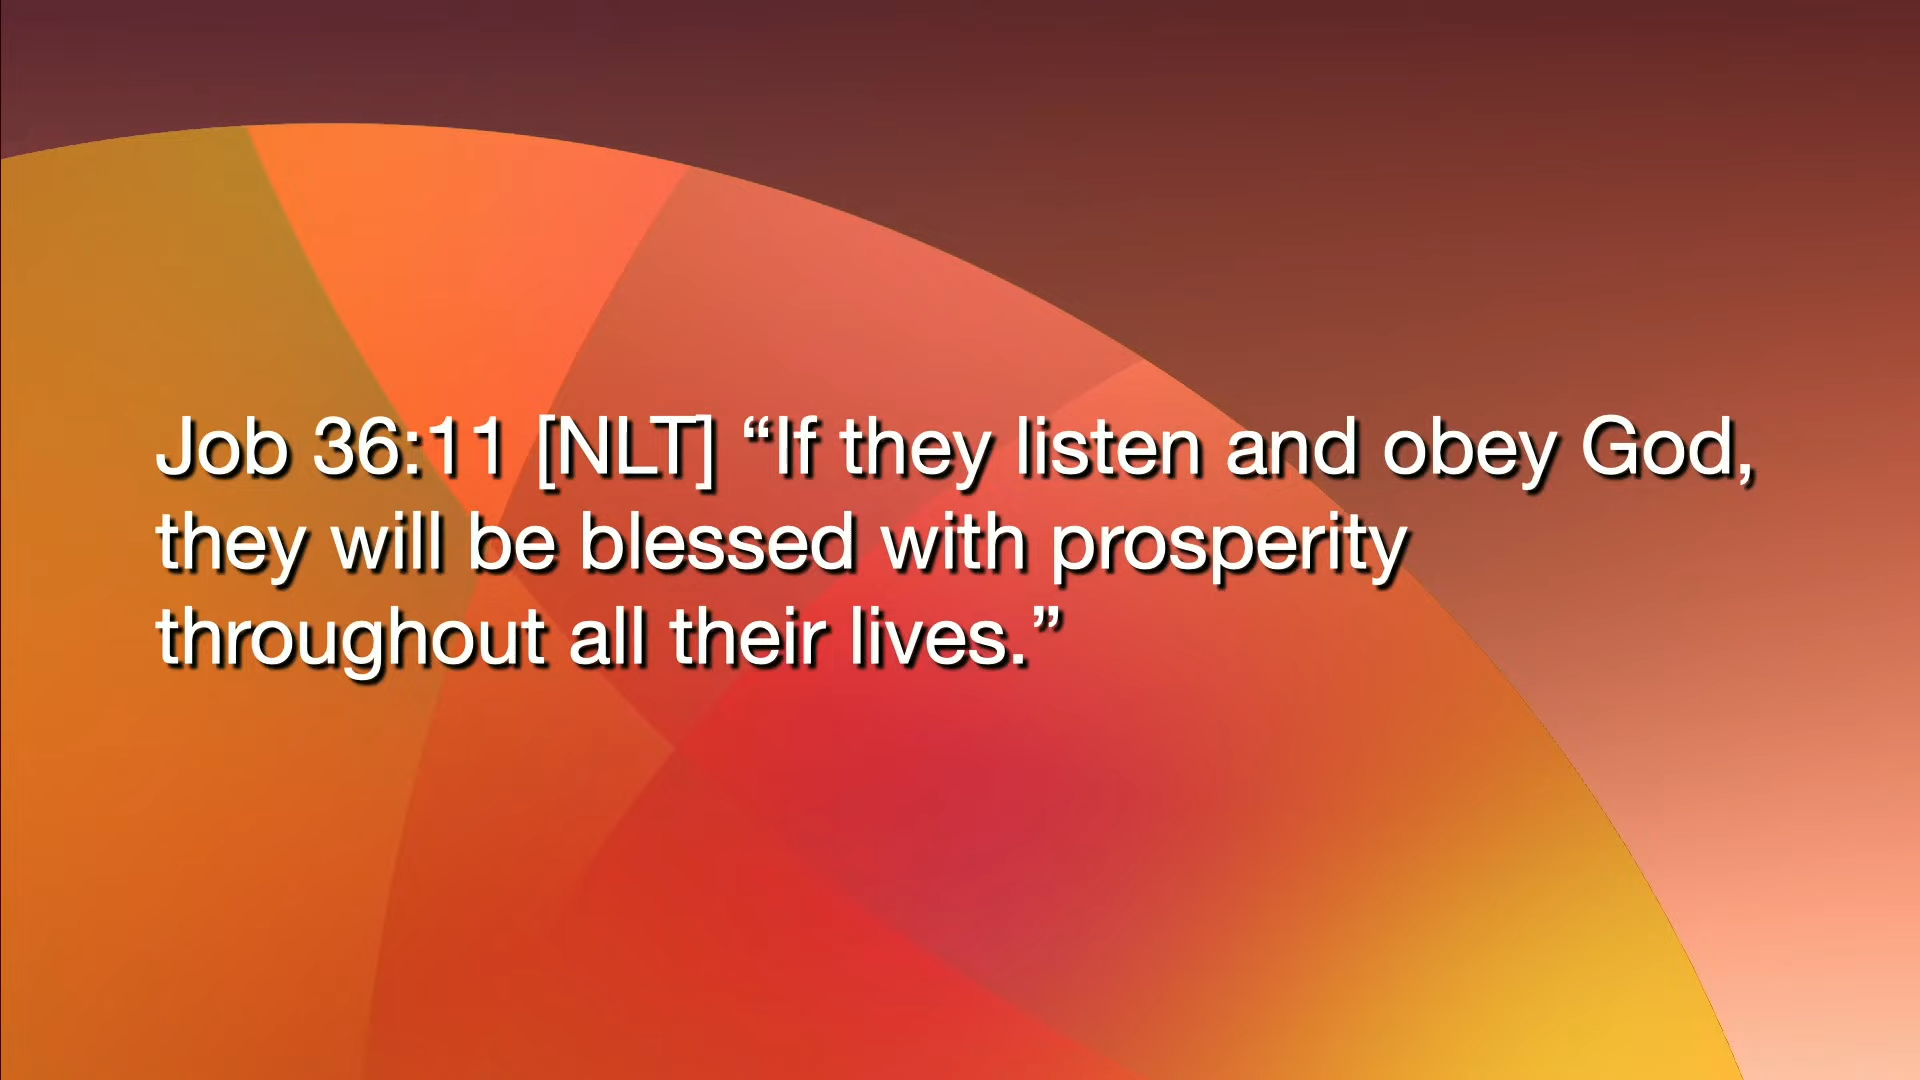 Job 36:11 [NLT] “If they listen and obey God,
they will be blessed with prosperity
throughout all their lives.”